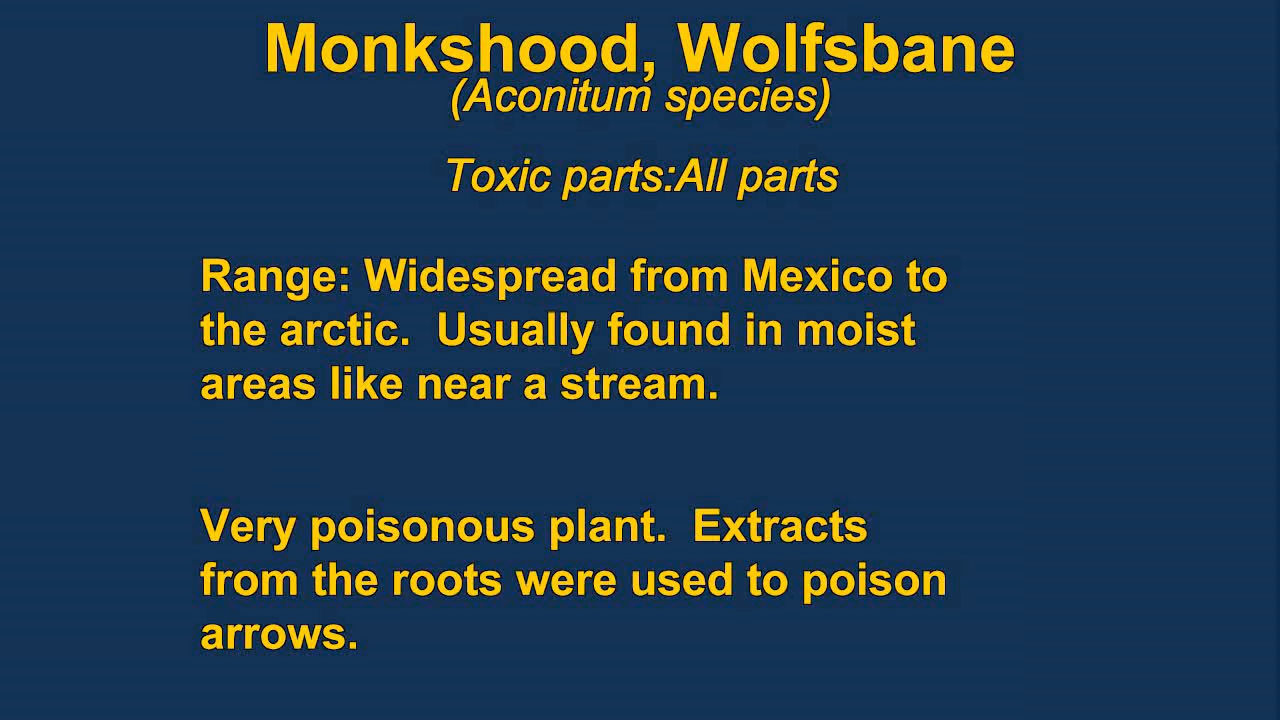 Monkshood, Wolfsbane
(Aconitum species)
Toxic parts:All parts
Range: Widespread from Mexico to
the arctic.  Usually found in moist
areas like near a stream.
Very poisonous plant.  Extracts
from the roots were used to poison
arrows.